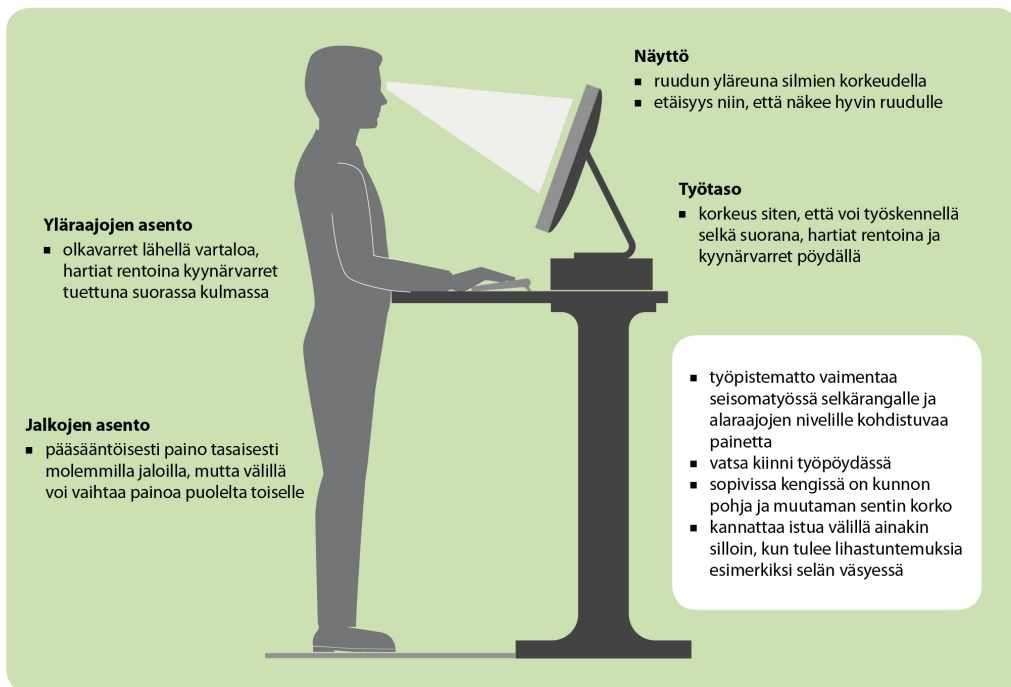 Näyttö
▪ ruudun yläreuna silmien korkeudella
▪ etäisyys niin, että näkee hyvin ruudulle
Työtaso
▪ korkeus siten, että voi työskennellä
selkä suorana, hartiat rentoina ja
kyynärvarret pöydällä
Yläraajojen asento
▪ olkavarret lähellä vartaloa,
hartiat rentoina kyynärvarret
tuettuna suorassa kulmassa
Jalkojen asento
▪ pääsääntöisesti paino tasaisesti
molemmilla jaloilla, mutta välillä
voi vaihtaa painoa puolelta toiselle
▪ työpistematto vaimentaa
seisomatyössä selkärangalle ja
alaraajojen nivelille kohdistuvaa
painetta
▪ vatsa kiinni työpöydässä
▪ sopivissa kengissä on kunnon
pohja ja muutaman sentin korko
▪ kannattaa istua välillä ainakin
silloin, kun tulee lihastuntemuksia
esimerkiksi selän väsyessä